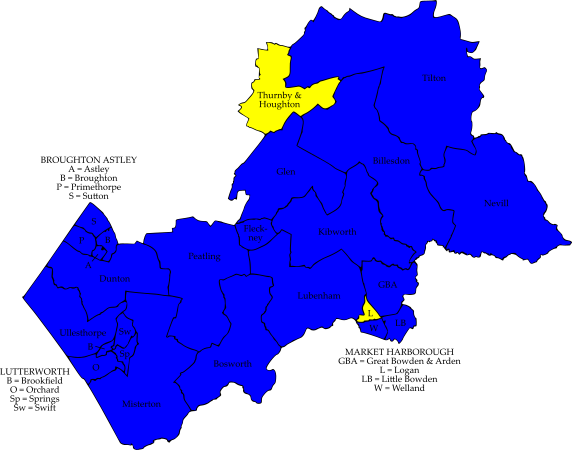 Tilton
Thurnby &
Houghton
Billesdon
Glen
Nevill
BROUGHTON ASTLEY
A = Astley
B = Broughton
P = Primethorpe
S = Sutton
S
P
B
A
Fleck-
ney
Kibworth
Peatling
Dunton
Lubenham
GBA
L
LB
W
Ullesthorpe
Sw
B
Sp
O
Bosworth
Misterton
MARKET HARBOROUGH
GBA = Great Bowden & Arden
L = Logan
LB = Little Bowden
W = Welland
LUTTERWORTH
B = Brookfield
O = Orchard
Sp = Springs
Sw = Swift